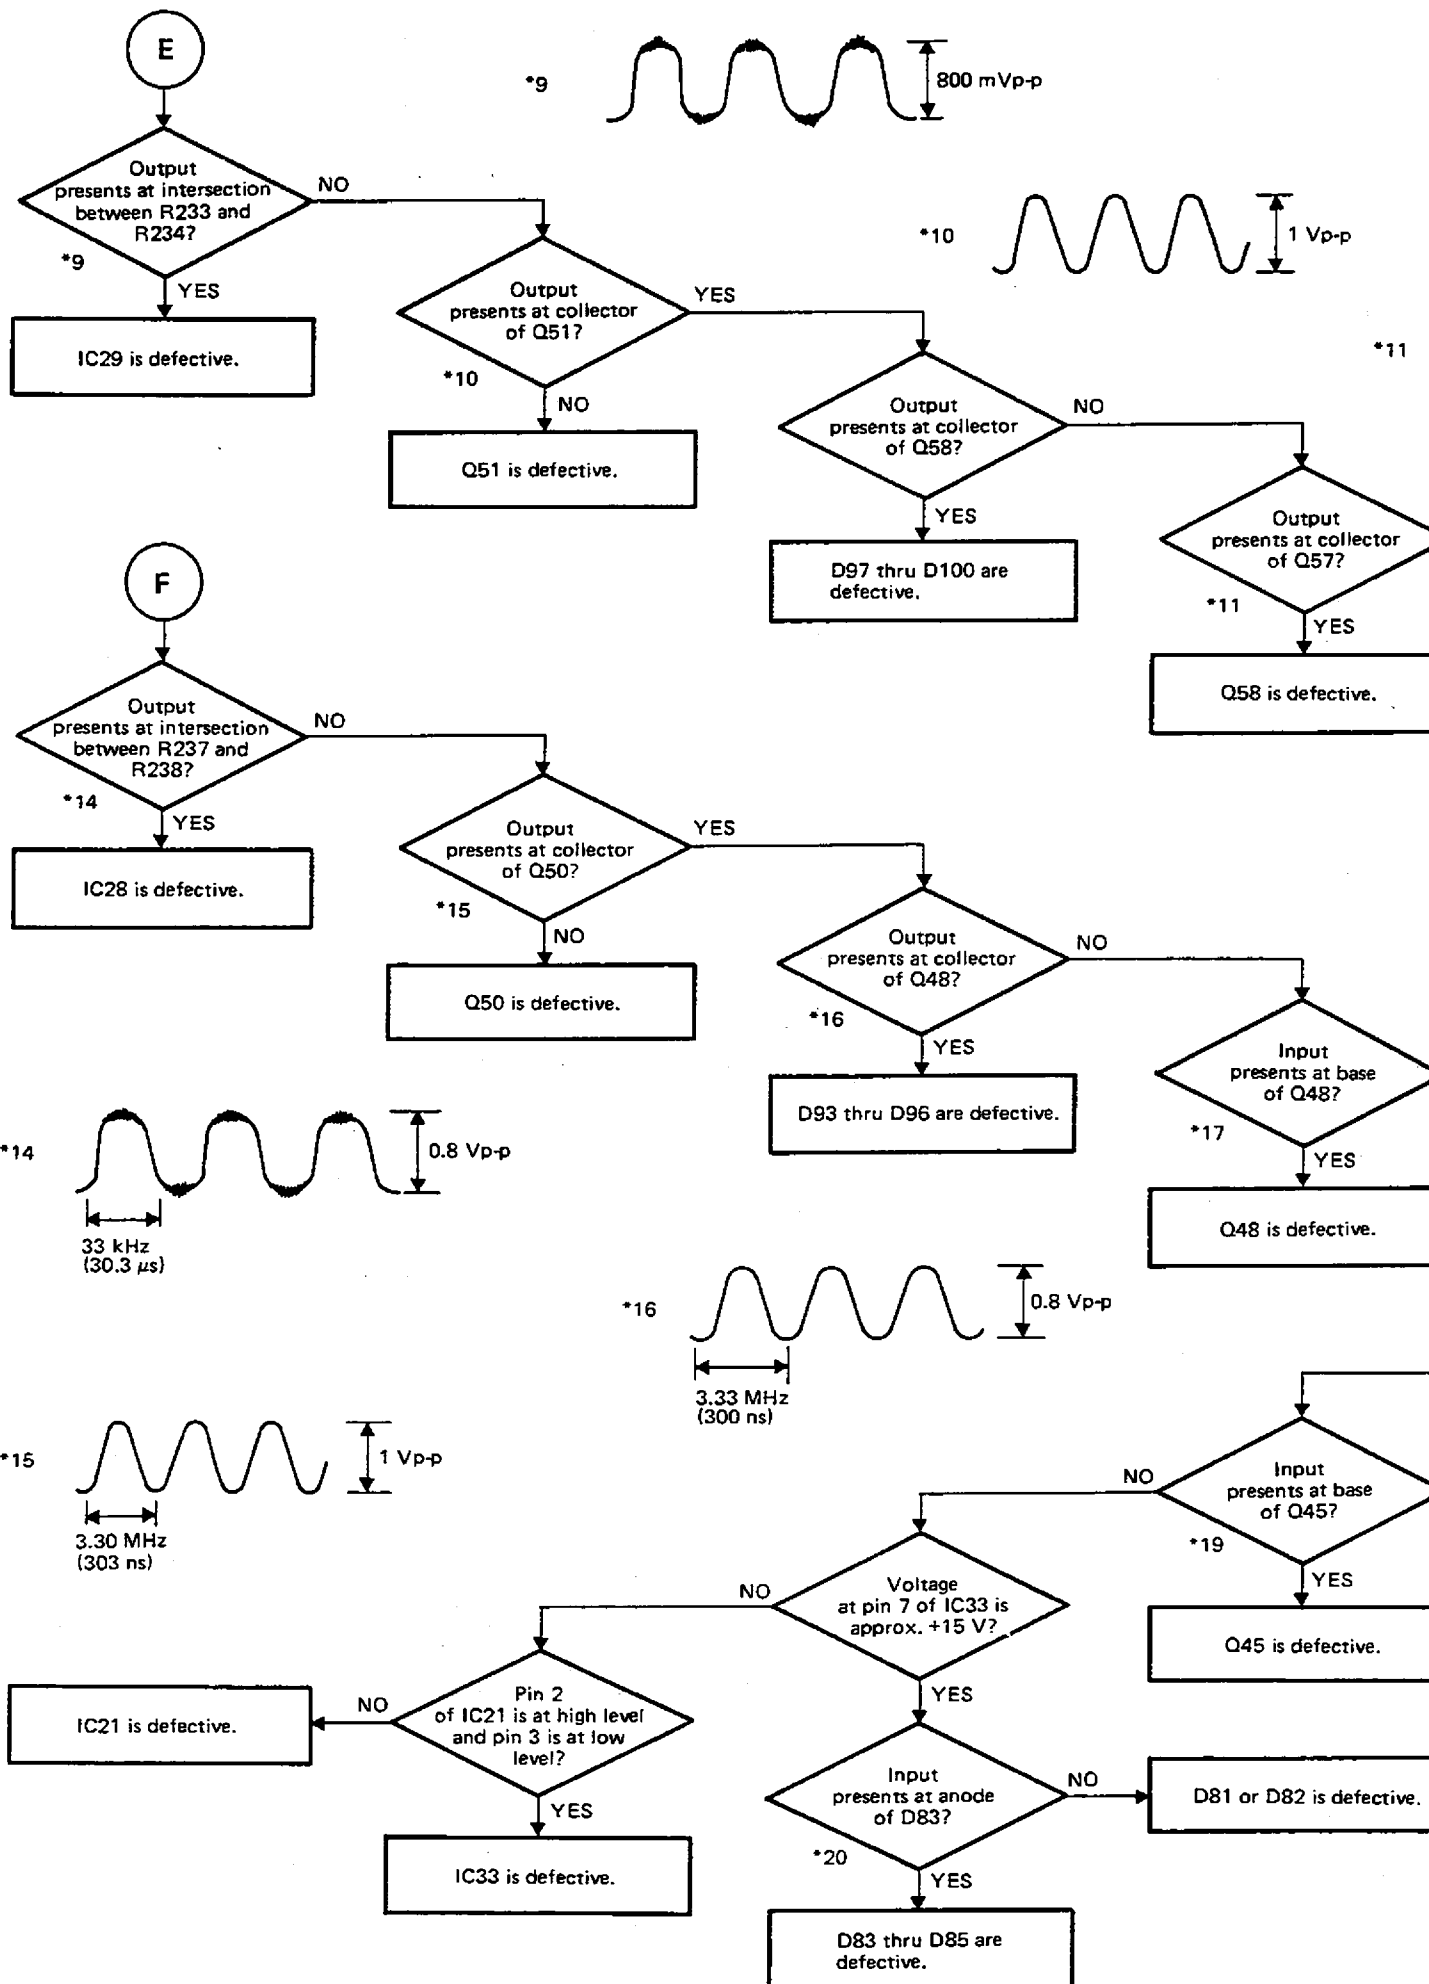 E
*9
800 mVp-p
Output
presents at intersection
between R233 and
R234?
*9
NO
YES
IC29 is defective.
*10
1 Vp-p
Output
presents at collector
of Q51?
*10
YES
NO
Q51 is defective.
*11
Output
presents at collector
of Q58?
NO
YES
D97 thru D100 are
defective.
Output
presents at collector
of Q57?
*11
YES
Q58 is defective.
F
Output
presents at intersection
between R237 and
R238?
*14
NO
YES
IC28 is defective.
Output
presents at collector
of Q50?
*15
YES
NO
Q50 is defective.
Output
presents at collector
of Q48?
*16
NO
YES
D93 thru D96 are defective.
Input
presents at base
of Q48?
*17
YES
Q48 is defective.
*14
0.8 Vp-p
33 kHz
(30.3 μs)
*16
0.8 Vp-p
3.33 MHz
(300 ns)
*15
1 Vp-p
3.30 MHz
(303 ns)
Input
presents at base
of Q45?
*19
NO
YES
Q45 is defective.
Voltage
at pin 7 of IC33 is
approx. +15 V?
NO
YES
Pin 2
of IC21 is at high level
and pin 3 is at low
level?
NO
IC21 is defective.
YES
IC33 is defective.
Input
presents at anode
of D83?
*20
NO
D81 or D82 is defective.
YES
D83 thru D85 are
defective.